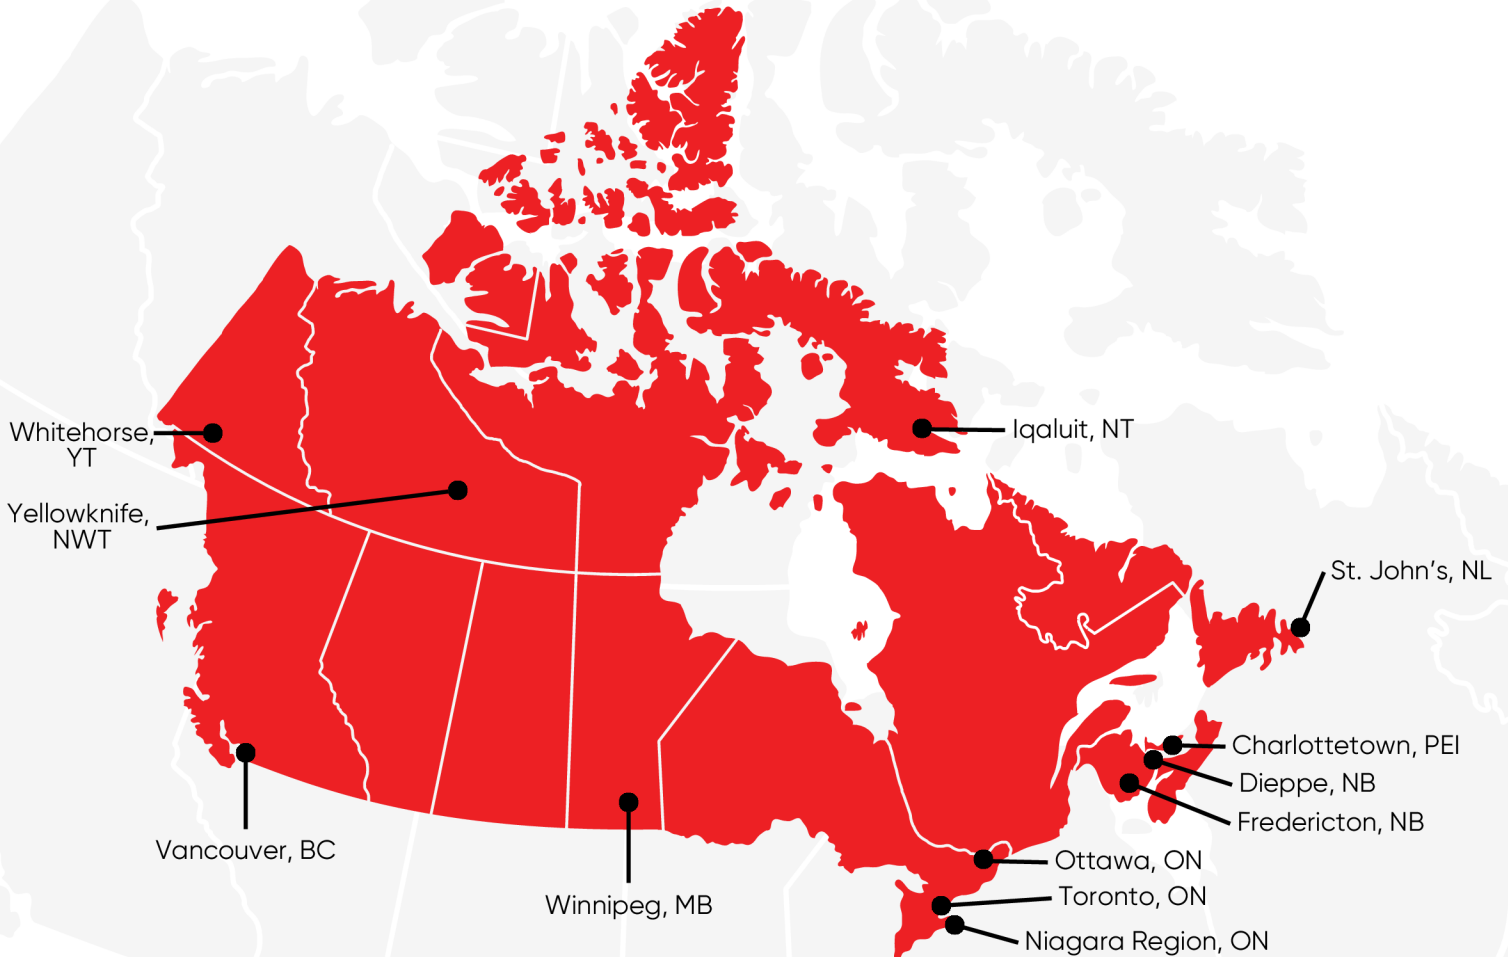 Whitehorse,
YT
Iqaluit, NT
Yellowknife,
NWT
St. John's, NL
Charlottetown, PEI
Dieppe, NB
Fredericton, NB
Vancouver, BC
Ottawa, ON
Toronto, ON
Winnipeg, MB
Niagara Region, ON